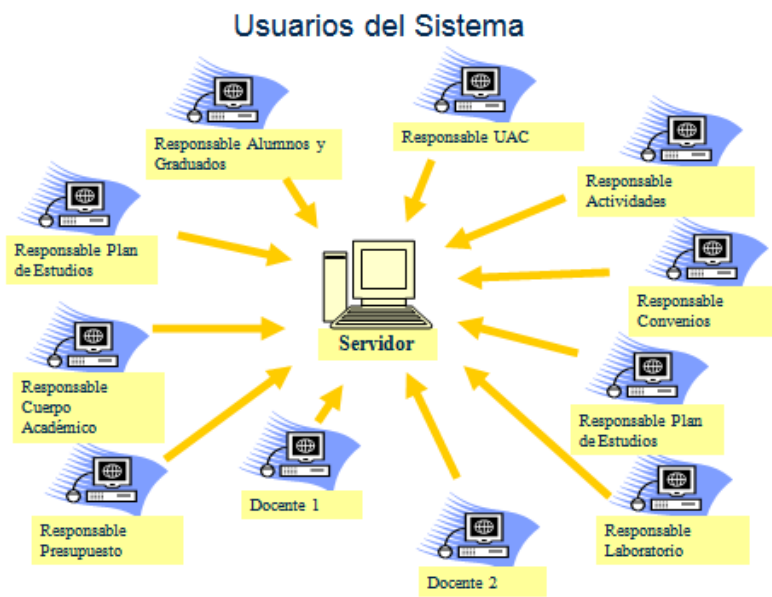 Usuarios del Sistema
Responsable Alumnos y
Graduados
Responsable UAC
Responsable
Actividades
Responsable Plan
de Estudios
Responsable
Convenios
Servidor
Responsable
Cuerpo
Académico
Responsable Plan
de Estudios
Docente 1
Responsable
Presupuesto
Responsable
Laboratorio
Docente 2